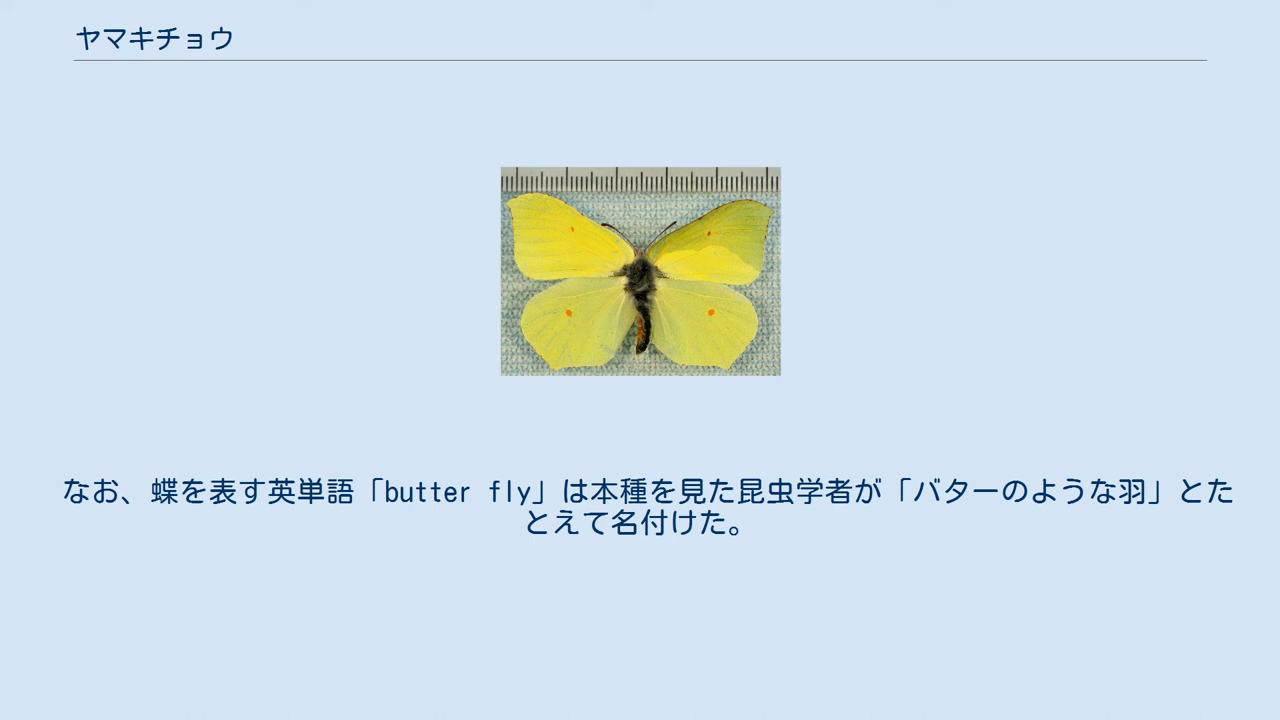 ヤマキチョウ
なお、蝶を表す英単語「butter fly」は本種を見た昆虫学者が「バターのような羽」とた
とえて名付けた。